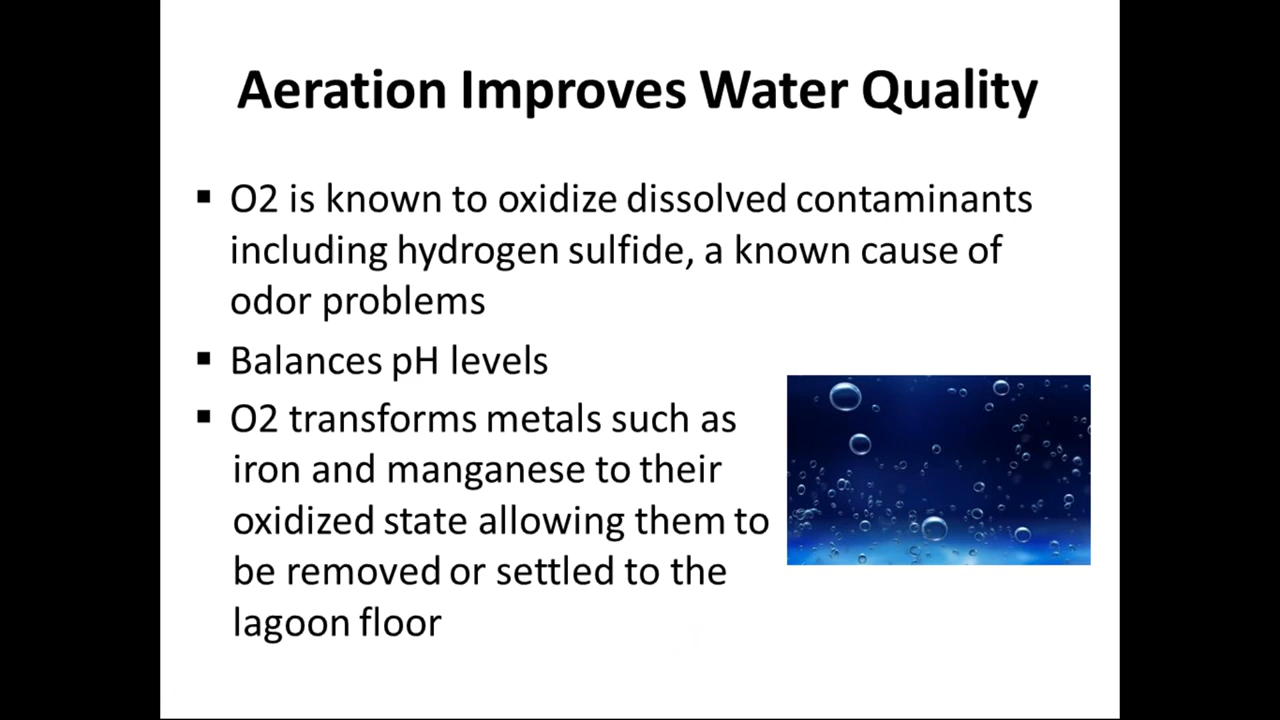 Aeration Improves Water Quality
▪ O2 is known to oxidize dissolved contaminants
including hydrogen sulfide, a known cause of
odor problems
▪ Balances pH levels
▪ O2 transforms metals such as
iron and manganese to their
oxidized state allowing them to
be removed or settled to the
lagoon floor